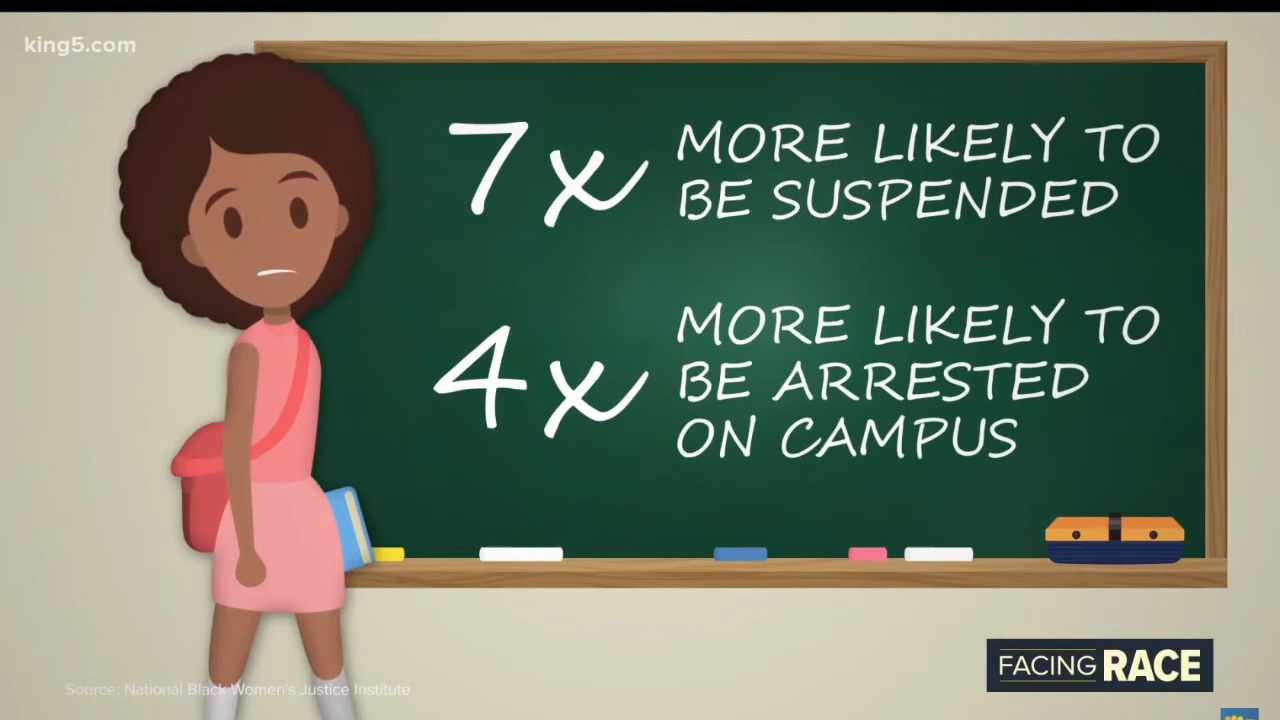 king5.com
7x MORE LIKELY TO
BE SUSPENDED
4x MORE LIKELY TO
BE ARRESTED
ON CAMPUS
FACING RACE
Source: National Black Women's Justice Institute